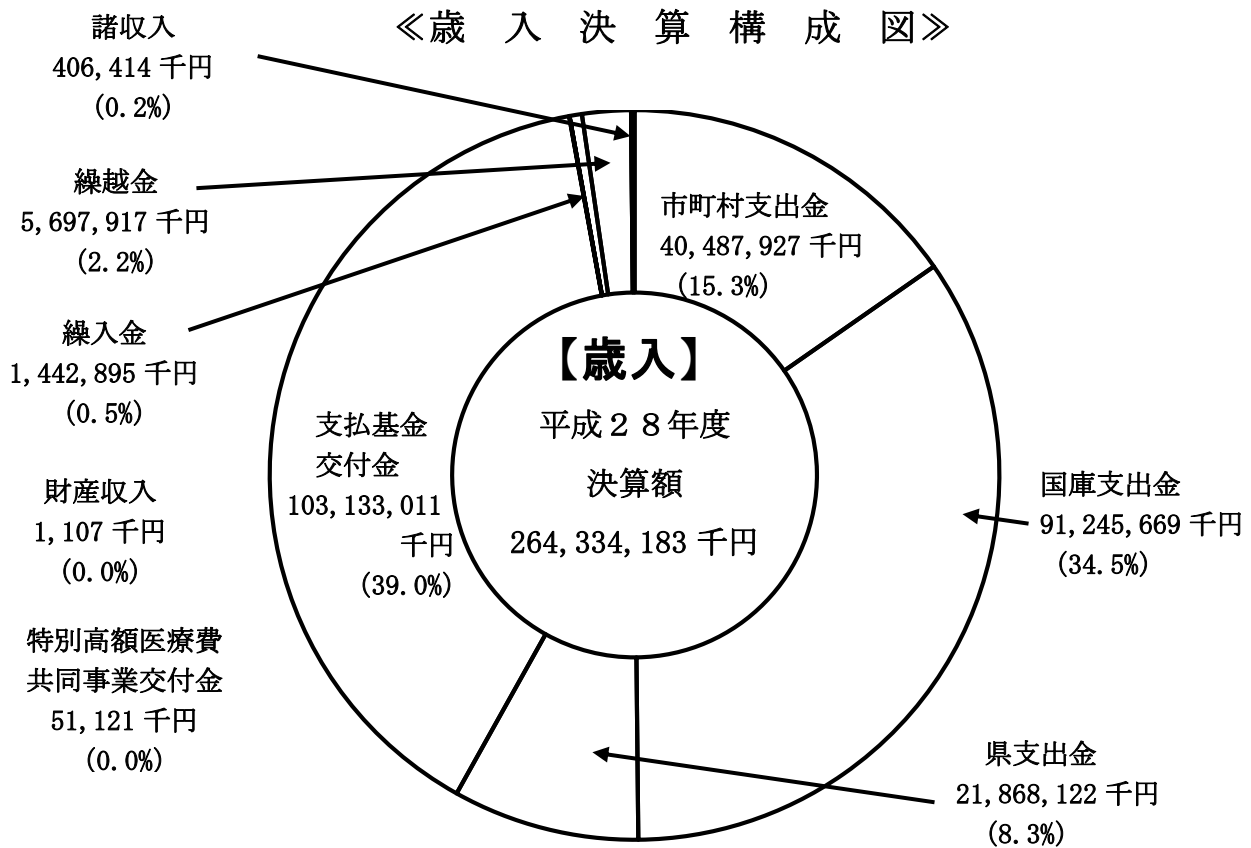 ≪歳 入 決 算 構 成 図≫
諸収入
406,414 千円
(0.2%)
繰越金
5,697,917 千円
(2.2%)
繰入金
1,442,895 千円
(0.5%)
財産収入
1,107 千円
(0.0%)
特別高額医療費
共同事業交付金
51,121 千円
(0.0%)
市町村支出金
40,487,927 千円
(15.3%)
【歳入】
平成28年度
決算額
264,334,183 千円
支払基金
交付金
103,133,011
千円
(39.0%)
国庫支出金
91,245,669 千円
(34.5%)
県支出金
21,868,122 千円
(8.3%)